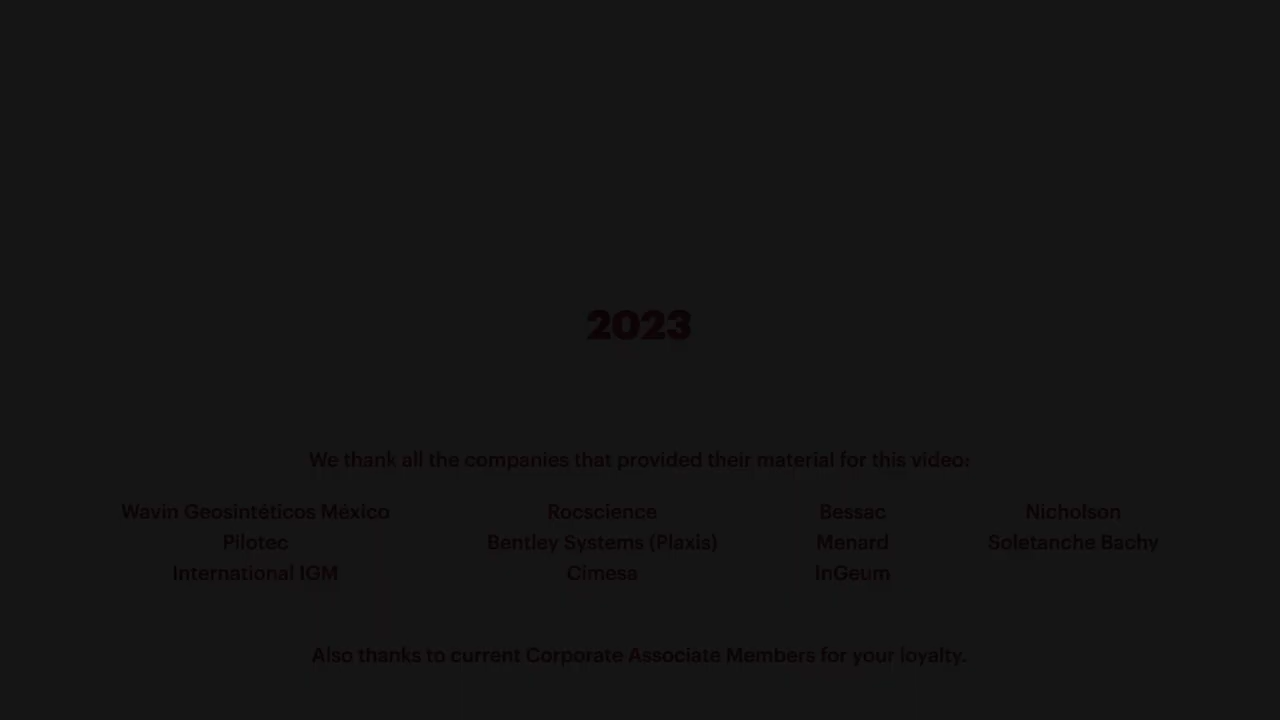 2023
We thank all the companies that provided their material for this video:
Wavin Geosintéticos México
Pilotec
International IGM
Rocscience
Bentley Systems (Plaxis)
Cimesa
Bessac
Menard
InGeum
Nicholson
Soletanche Bachy
Also thanks to current Corporate Associate Members for your loyalty.